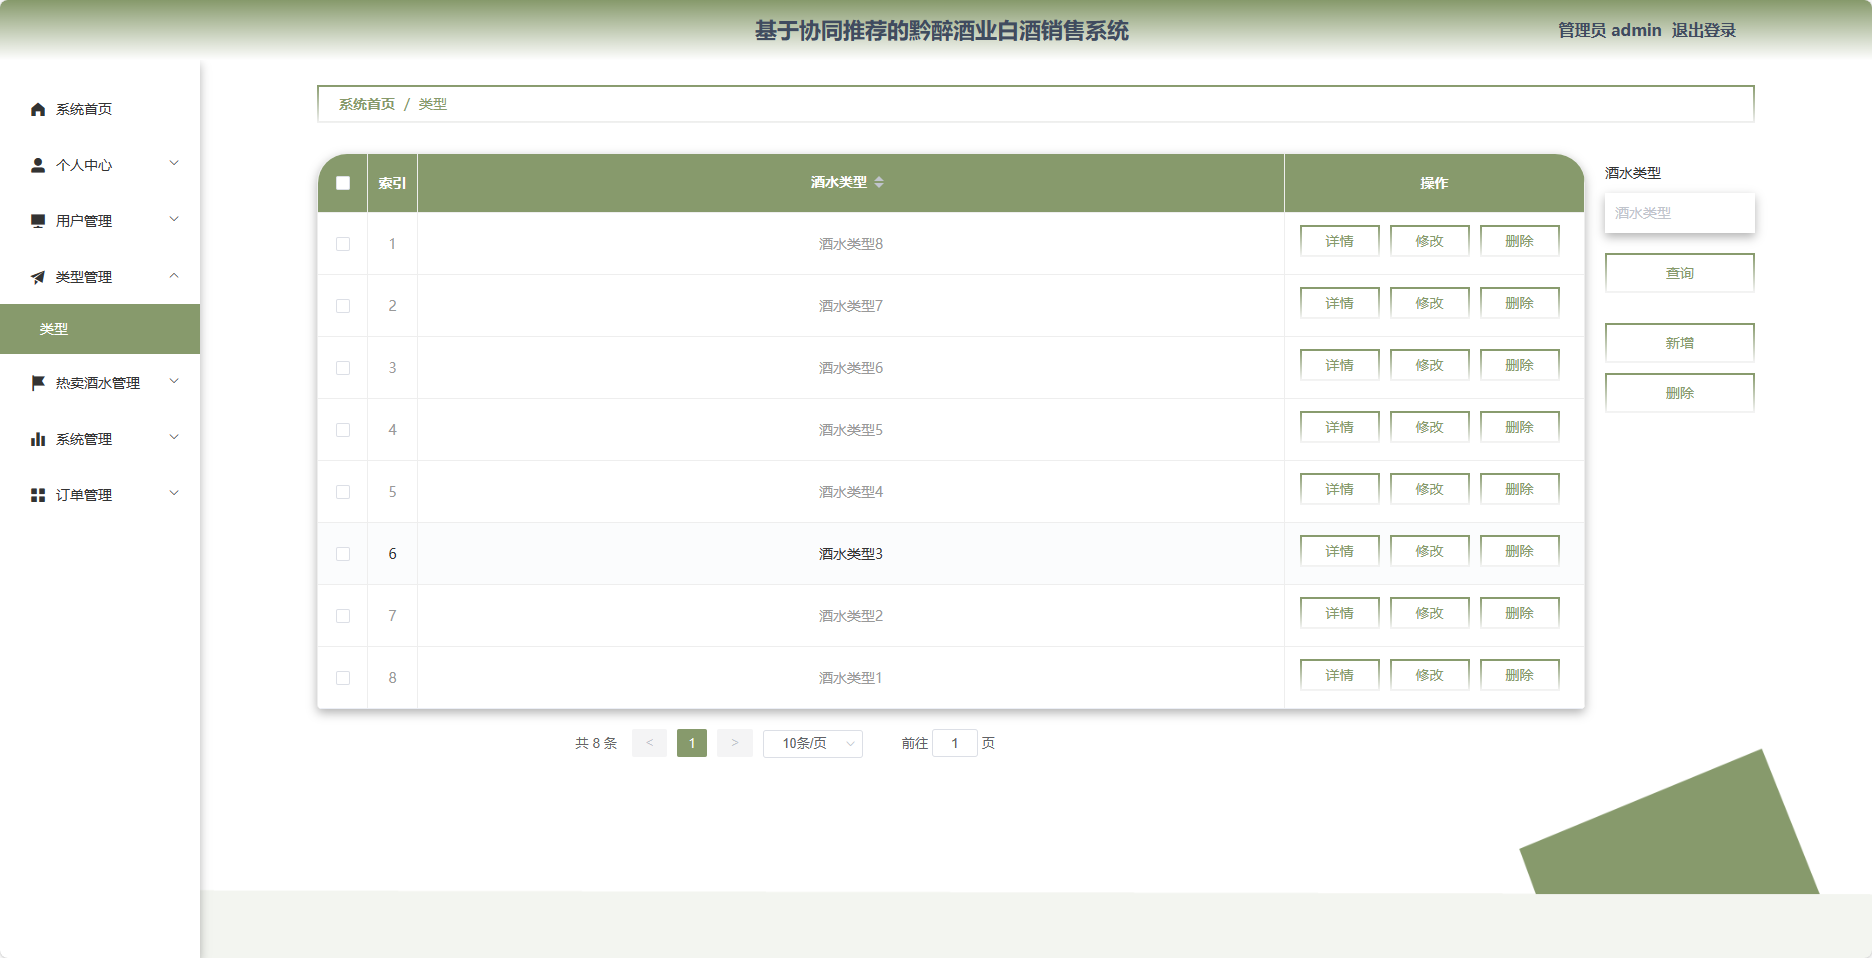 基于协同推荐的黔醉酒业白酒销售系统
管理员 admin 退出登录
系统首页
个人中心
用户管理
类型管理
类型
热卖酒水管理
系统管理
订单管理
系统首页 / 类型
索引 酒水类型 操作
1 酒水类型8 详情 修改 删除
2 酒水类型7 详情 修改 删除
3 酒水类型6 详情 修改 删除
4 酒水类型5 详情 修改 删除
5 酒水类型4 详情 修改 删除
6 酒水类型3 详情 修改 删除
7 酒水类型2 详情 修改 删除
8 酒水类型1 详情 修改 删除
共 8 条 < 1 > 10条/页 前往 1 页
酒水类型
酒水类型
查询
新增
删除